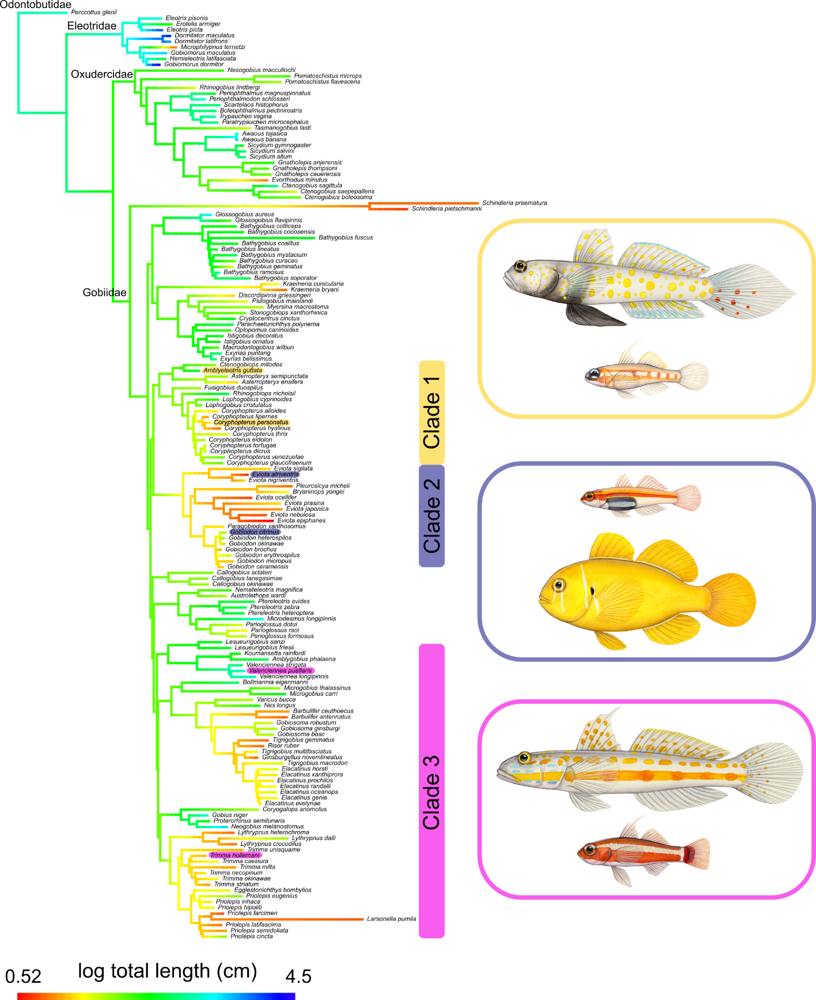 Odontobutidae
Perccottus glenii
Eleotris pisonis
Eleotridae
Erotelis armiger
Eleotris picta
Dormitator maculatus
Dormitator latifrons
Microphilypnus ternetzi
Gobiomorus maculatus
Hemieleotris latifasciata
Gobiomorus dormitor
Nesogobius maccullochi
Oxudercidae
Pomatoschistus microps
Pomatoschistus flavescens
Rhinogobius lindbergi
Periophthalmus magnuspinnatus
Periophthalmodon schlosseri
Scartelaos histophorus
Boleophthalmus pectinirostris
Trypauchen vagina
Paratrypauchen microcephalus
Tasmanogobius lasti
Awaous tajasica
Awaous banana
Sicydium gymnogaster
Sicydium salvini
Sicydium altum
Gnatholepis anjerensis
Gnatholepis thompsoni
Gnatholepis cauerensis
Evorthodus minutus
Ctenogobius sagittula
Ctenogobius saepepallens
Ctenogobius boleosoma
Schindleria praematura
Schindleria pietschmanni
Glossogobius aureus
Glossogobius flavipinnis
Bathygobius cotticeps
Bathygobius cocosensis
Bathygobius fuscus
Bathygobius coalitus
Bathygobius lineatus
Bathygobius mystacium
Bathygobius curacao
Bathygobius geminatus
Bathygobius ramosus
Bathygobius soporator
Kraemeria cunicularia
Kraemeria bryani
Gobiidae
Discordipinna griessingeri
Psilogobius mainlandi
Myersina macrostoma
Stonogobiops xanthorhinica
Cryptocentrus cinctus
Parachaeturichthys polynema
Oplopomus caninoides
Istigobius decoratus
Istigobius ornatus
Macrodontogobius wilburi
Exyrias puntang
Exyrias belissimus
Ctenogobiops mitodes
Amblyeleotris guttata
Asterropteryx semipunctata
Asterropteryx ensifera
Fusigobius duospilus
Rhinogobiops nicholsii
Lophogobius cyprinoides
Lophogobius cristulatus
Coryphopterus alloides
Coryphopterus lipernes
Coryphopterus personatus
Coryphopterus hyalinus
Coryphopterus thrix
Coryphopterus eidolon
Coryphopterus tortugae
Coryphopterus dicrus
Coryphopterus venezuelae
Coryphopterus glaucofraenum
Clade 1
Eviota sigilata
Eviota atriventris
Eviota nigriventris
Pleurosicya micheli
Bryaninops yongei
Eviota ocellifer
Eviota prasina
Eviota japonica
Eviota nebulosa
Eviota epiphanes
Paragobiodon xanthosomus
Gobiodon citrinus
Gobiodon heterospilos
Gobiodon okinawae
Gobiodon brochus
Gobiodon erythrospilus
Gobiodon micropus
Gobiodon ceramensis
Clade 2
Callogobius sclateri
Callogobius tanegasimae
Callogobius okinawae
Nemateleotris magnifica
Austrolethops wardi
Ptereleotris evides
Ptereleotris zebra
Ptereleotris heteroptera
Microdesmus longipinnis
Parioglossus dotui
Parioglossus raoi
Parioglossus formosus
Lesueurigobius sanzi
Lesueurigobius friesii
Koumansetta rainfordi
Amblygobius phalaena
Valenciennea strigata
Valenciennea puellaris
Valenciennea longipinnis
Bollmannia eigenmanni
Microgobius thalassinus
Microgobius carri
Varicus bucca
Nes longus
Barbulifer ceuthoecus
Barbulifer antennatus
Gobiosoma robustum
Gobiosoma ginsburgi
Gobiosoma bosc
Tigrigobius gemmatus
Risor ruber
Tigrigobius multifasciatus
Ginsburgellus novemlineatus
Tigrigobius macrodon
Elacatinus horsti
Elacatinus xanthiprora
Elacatinus prochilos
Elacatinus randalli
Elacatinus oceanops
Elacatinus genie
Elacatinus evelynae
Clade 3
Coryogalops anomolus
Gobius niger
Proterorhinus semilunaris
Neogobius melanostomus
Lythrypnus heterochroma
Lythrypnus dalli
Lythrypnus crocodilus
Trimma unisquame
Trimma hollemani
Trimma caesiura
Trimma milta
Trimma necopinum
Trimma okinawae
Trimma striatum
Egglestonichthys bombylios
Priolepis eugenius
Priolepis inhaca
Priolepis hipoliti
Priolepis farcimen
Larsonella pumila
Priolepis latifascima
Priolepis semidoliata
Priolepis cincta
0.52 log total length (cm) 4.5